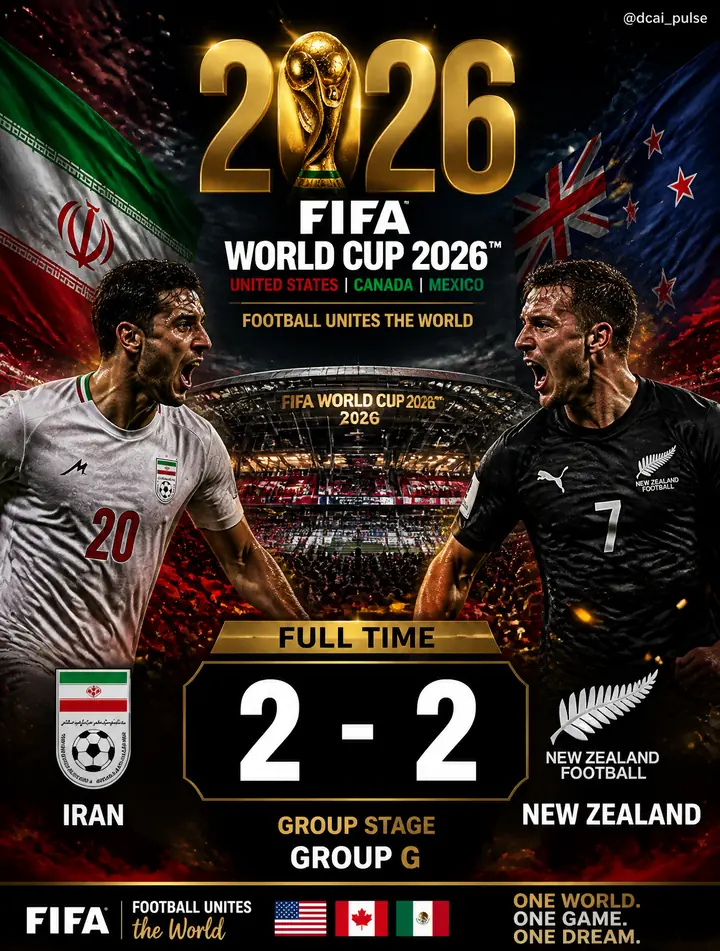 @dcai_pulse
2026
FIFA™
WORLD CUP 2026™
UNITED STATES | CANADA | MEXICO
FOOTBALL UNITES THE WORLD
FIFA WORLD CUP 2026™
2026
20
7
NEW ZEALAND
FOOTBALL
FULL TIME
2 - 2
NEW ZEALAND
FOOTBALL
IRAN
NEW ZEALAND
GROUP STAGE
GROUP G
FIFA®
FOOTBALL UNITES
the World
ONE WORLD.
ONE GAME.
ONE DREAM.